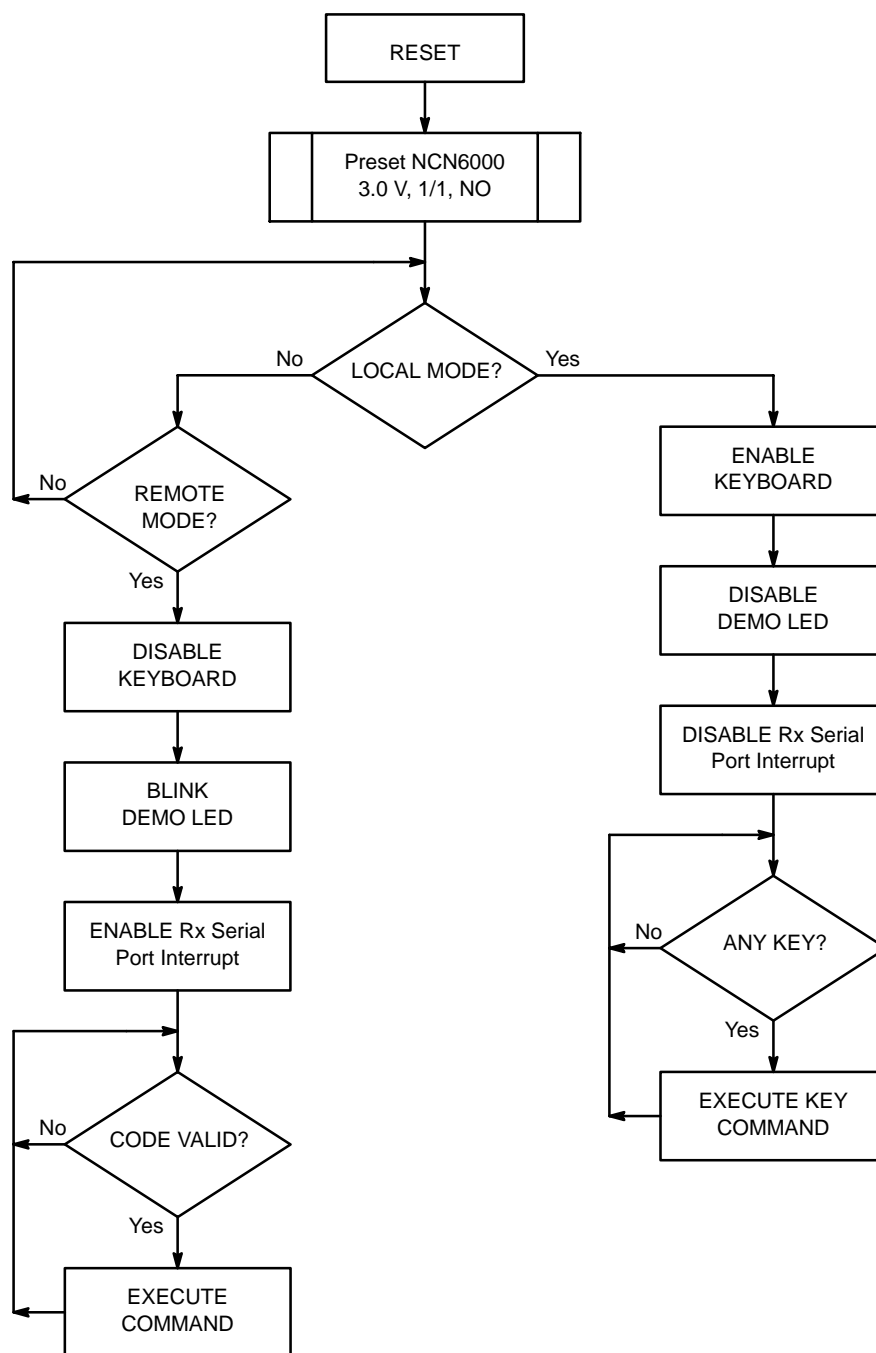 RESET
Preset NCN6000
3.0 V, 1/1, NO
No
LOCAL MODE?
Yes
No
REMOTE
MODE?
Yes
DISABLE
KEYBOARD
BLINK
DEMO LED
ENABLE Rx Serial
Port Interrupt
No
CODE VALID?
Yes
EXECUTE
COMMAND
ENABLE
KEYBOARD
DISABLE
DEMO LED
DISABLE Rx Serial
Port Interrupt
No
ANY KEY?
Yes
EXECUTE KEY
COMMAND